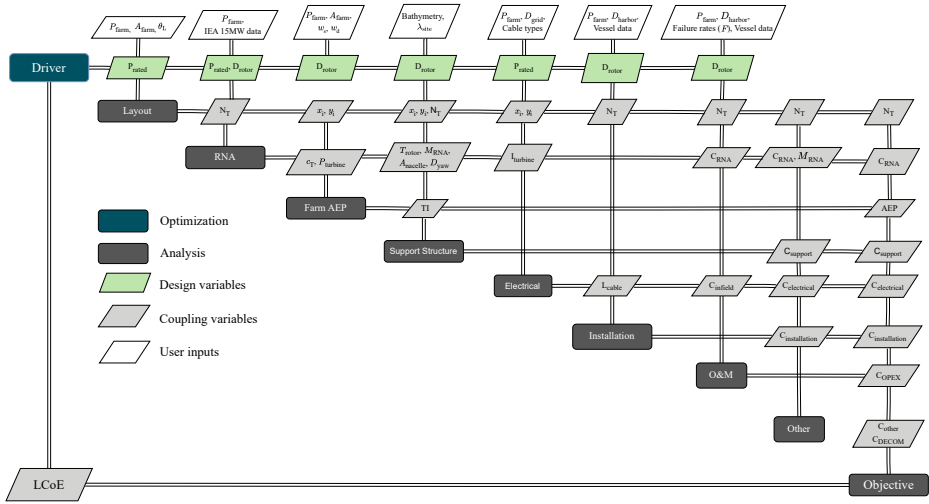 P_farm, A_farm, θ_L
P_farm,
IEA 15MW data
P_farm, A_farm,
w_s, w_d
Bathymetry,
λ_site
P_farm, D_grid,
Cable types
P_farm, D_harbor,
Vessel data
P_farm, D_harbor,
Failure rates (F), Vessel data
Driver
P_rated
P_rated, D_rotor
D_rotor
D_rotor
P_rated
D_rotor
D_rotor
Layout
N_T
x_i, y_i
x_i, y_i, N_T
x_i, y_i
N_T
N_T
N_T
N_T
RNA
c_T, P_turbine
T_rotor, M_RNA,
A_nacelle, D_yaw
I_turbine
C_RNA
C_RNA, M_RNA
C_RNA
Farm AEP
TI
AEP
Optimization
Analysis
Design variables
Coupling variables
User inputs
Support Structure
C_support
C_support
Electrical
L_cable
C_infield
C_electrical
C_electrical
Installation
C_installation
C_installation
O&M
C_OPEX
Other
C_other
C_DECOM
LCoE
Objective